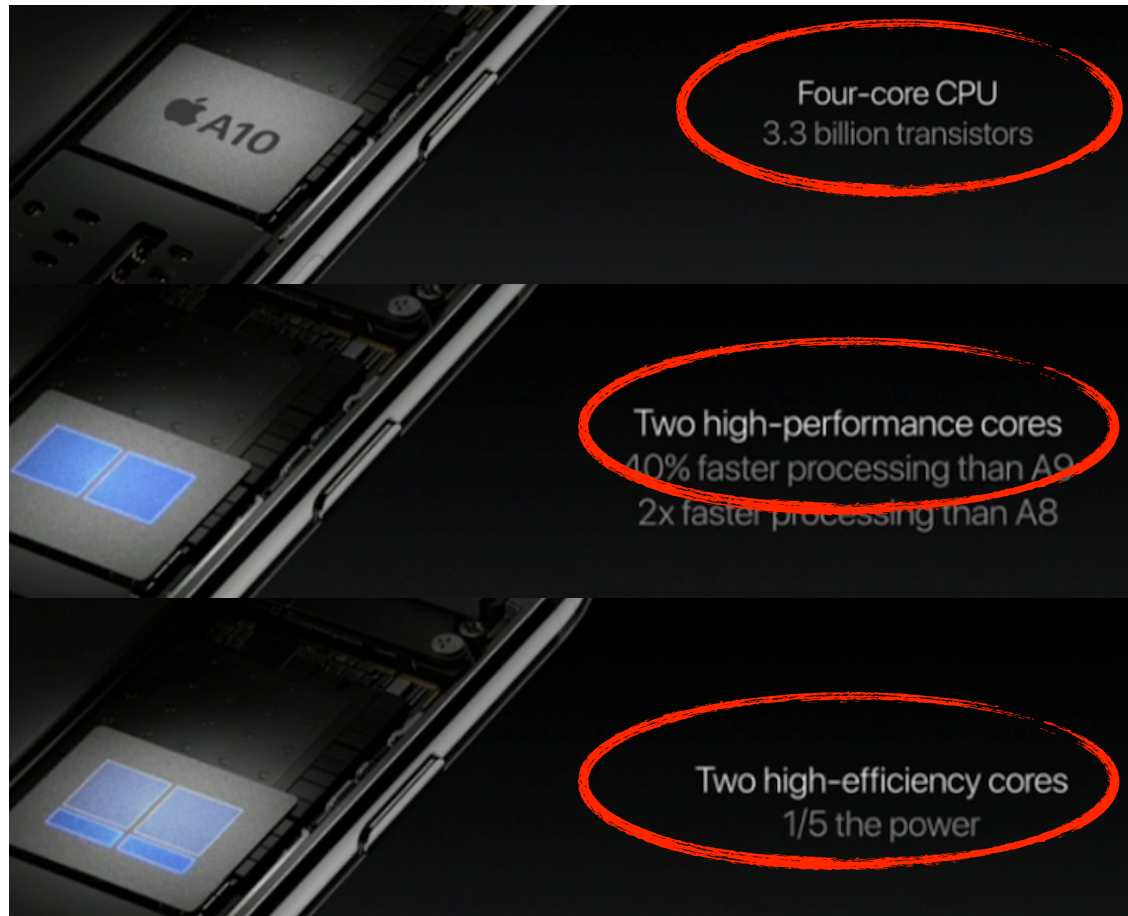 A10
Four-core CPU
3.3 billion transistors
Two high-performance cores
40% faster processing than A9
2x faster processing than A8
Two high-efficiency cores
1/5 the power